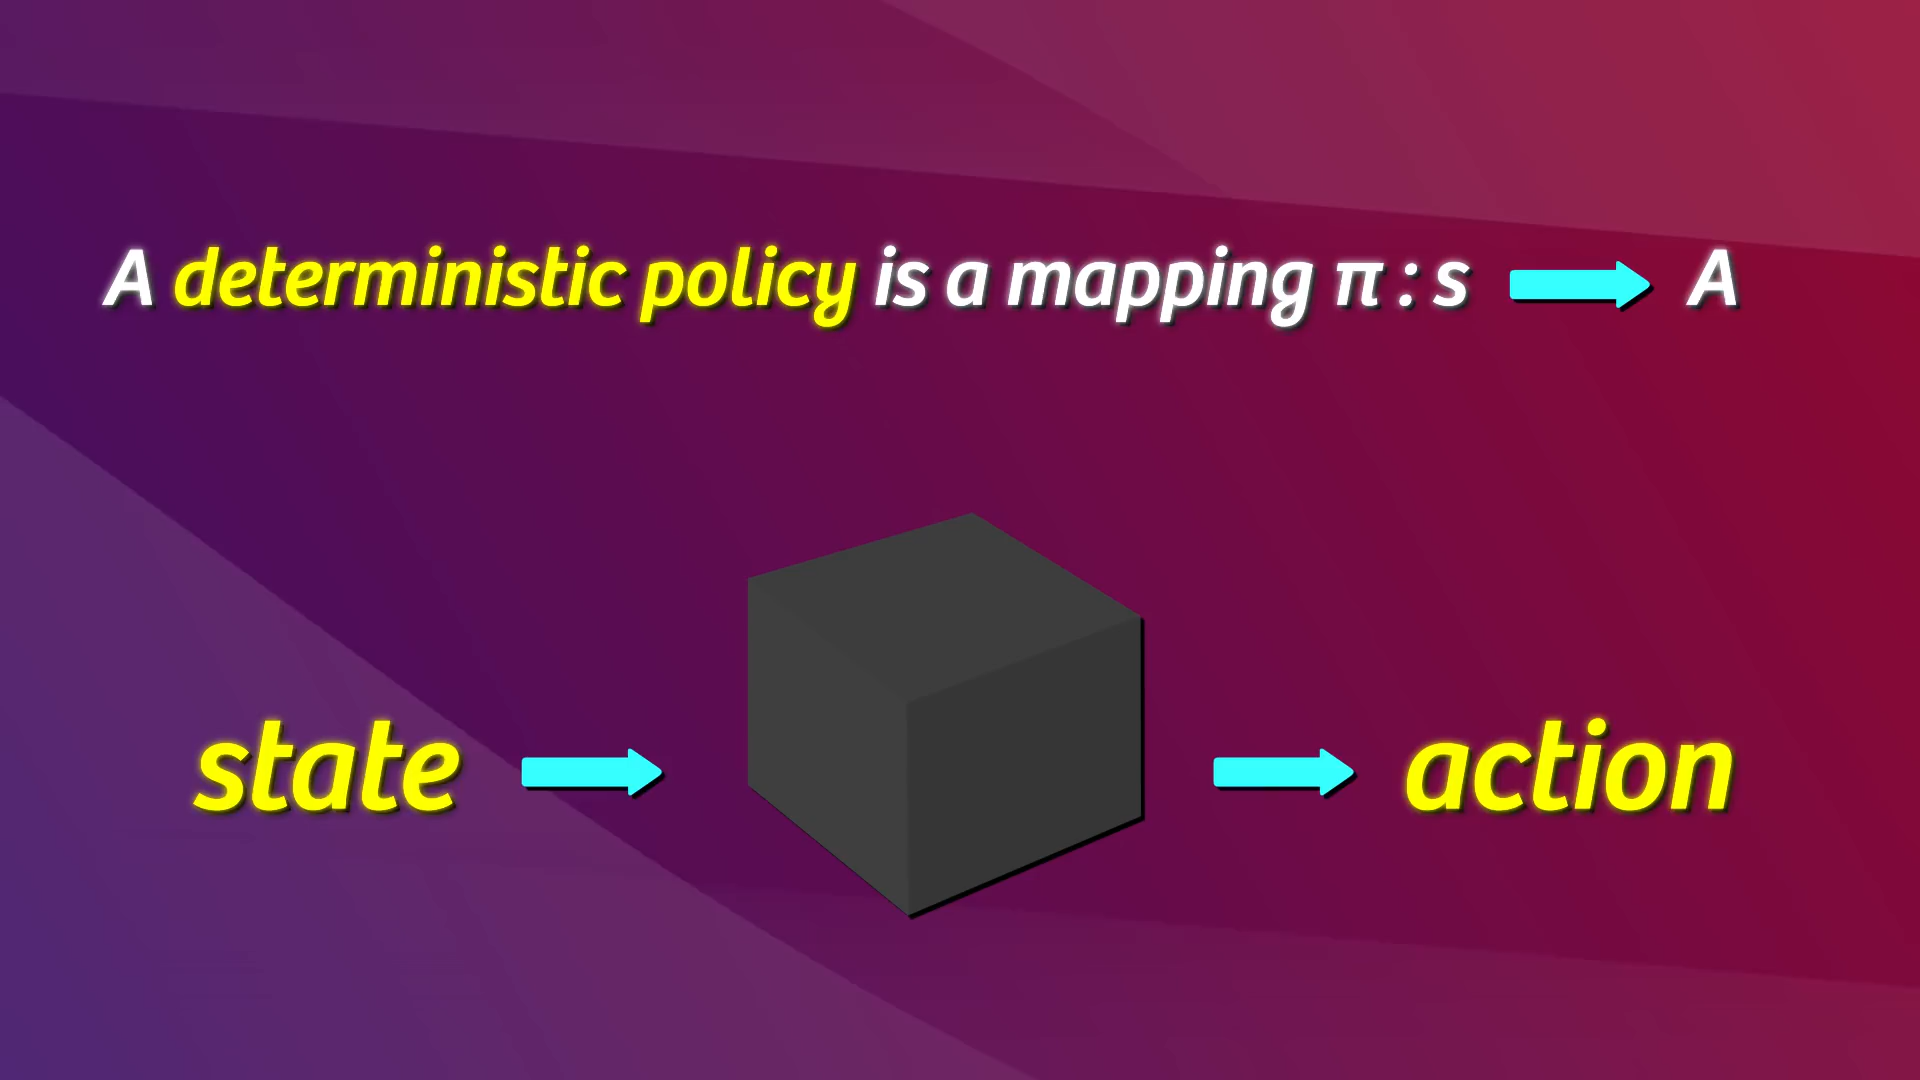 A deterministic policy is a mapping π : s → A
state → → action